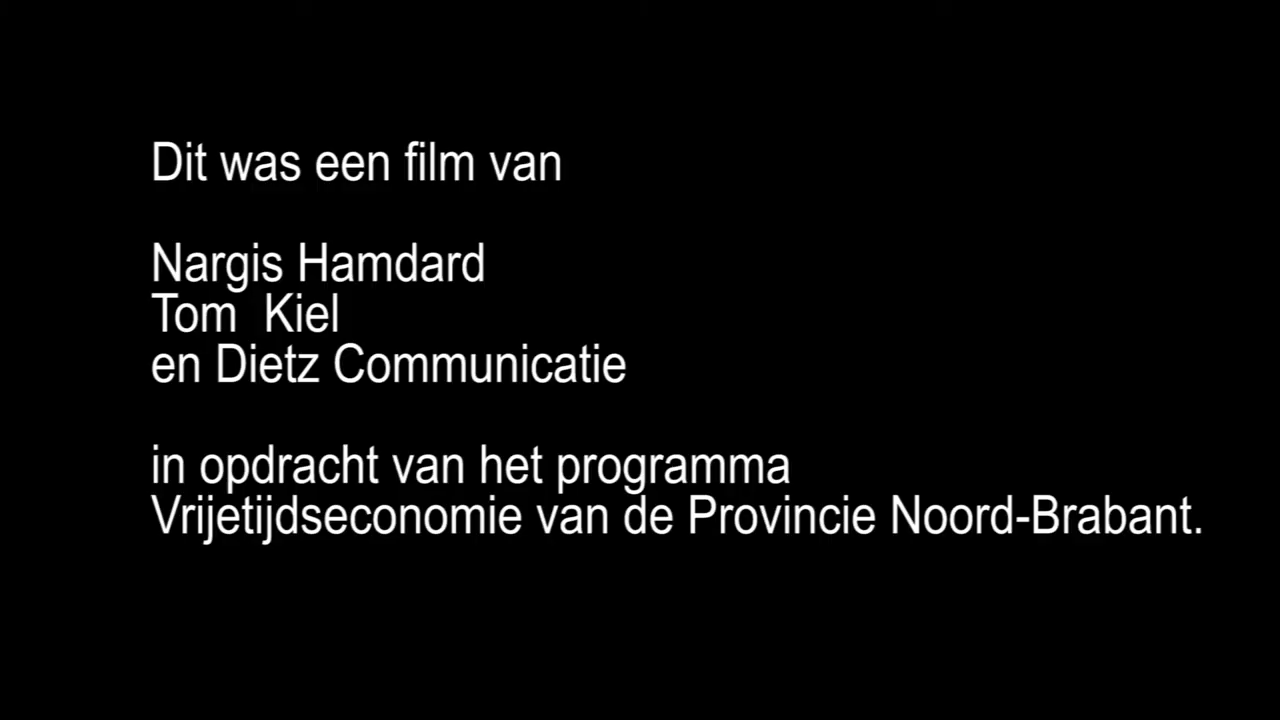 Dit was een film van
Nargis Hamdard
Tom  Kiel
en Dietz Communicatie
in opdracht van het programma
Vrijetijdseconomie van de Provincie Noord-Brabant.